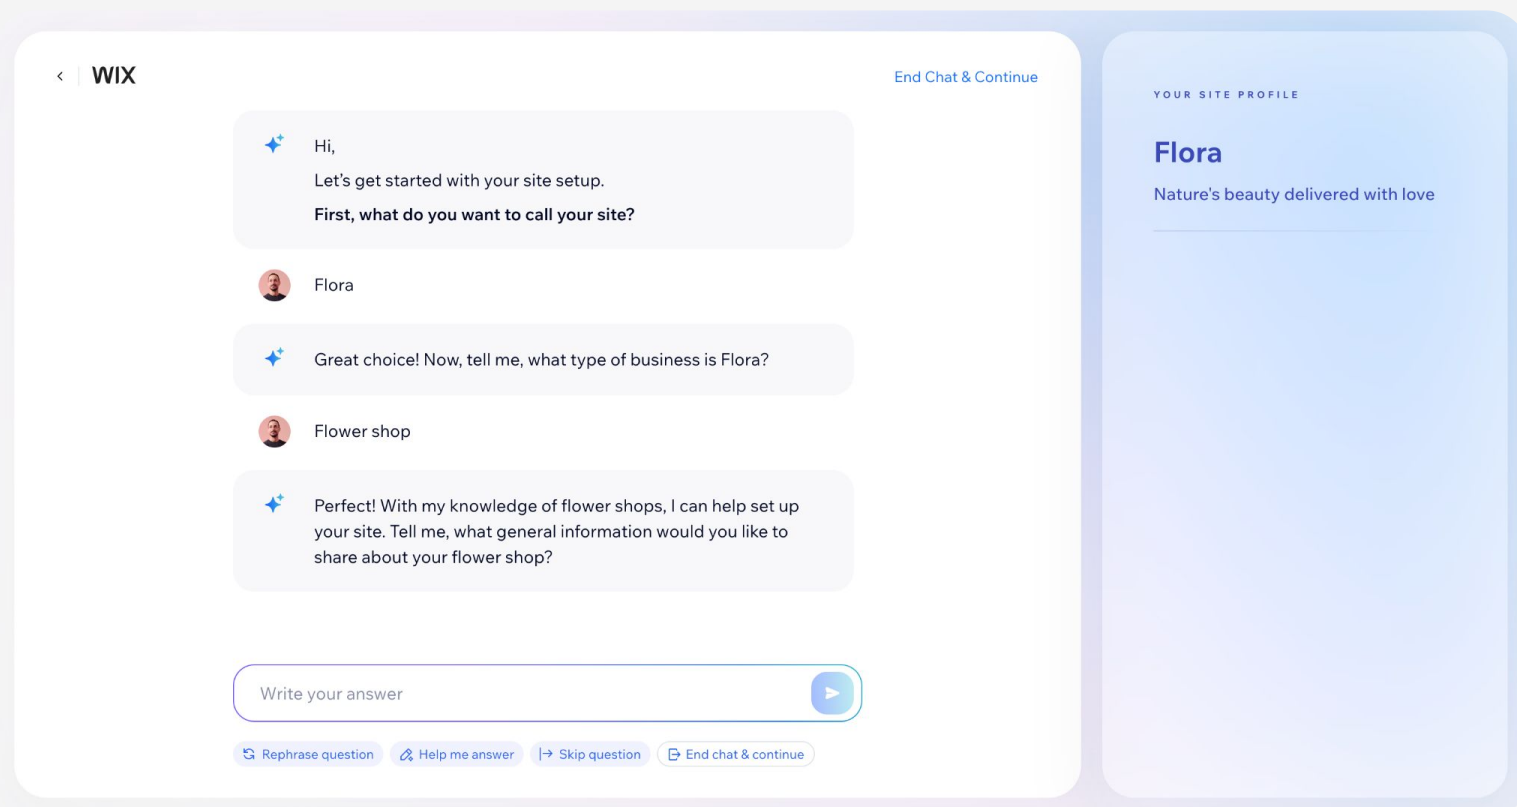 WIX
End Chat & Continue
Hi,
Let's get started with your site setup.
First, what do you want to call your site?
Flora
Great choice! Now, tell me, what type of business is Flora?
Flower shop
Perfect! With my knowledge of flower shops, I can help set up
your site. Tell me, what general information would you like to
share about your flower shop?
Write your answer
Rephrase question
Help me answer
Skip question
End chat & continue
YOUR SITE PROFILE
Flora
Nature's beauty delivered with love